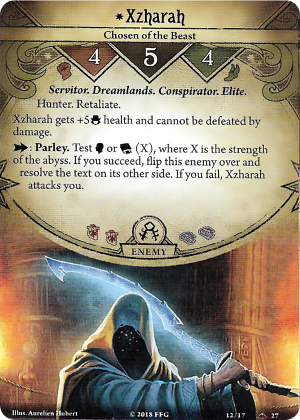 *Xzharah
Chosen of the Beast
4 5 4
Servitor. Dreamlands. Conspirator. Elite.
Hunter. Retaliate.
Xzharah gets +5 health and cannot be defeated by
damage.
: Parley. Test or (X), where X is the strength
of the abyss. If you succeed, flip this enemy over and
resolve the text on its other side. If you fail, Xzharah
attacks you.
ENEMY
Illus. Aurelien Hubert © 2018 FFG 12/17 27